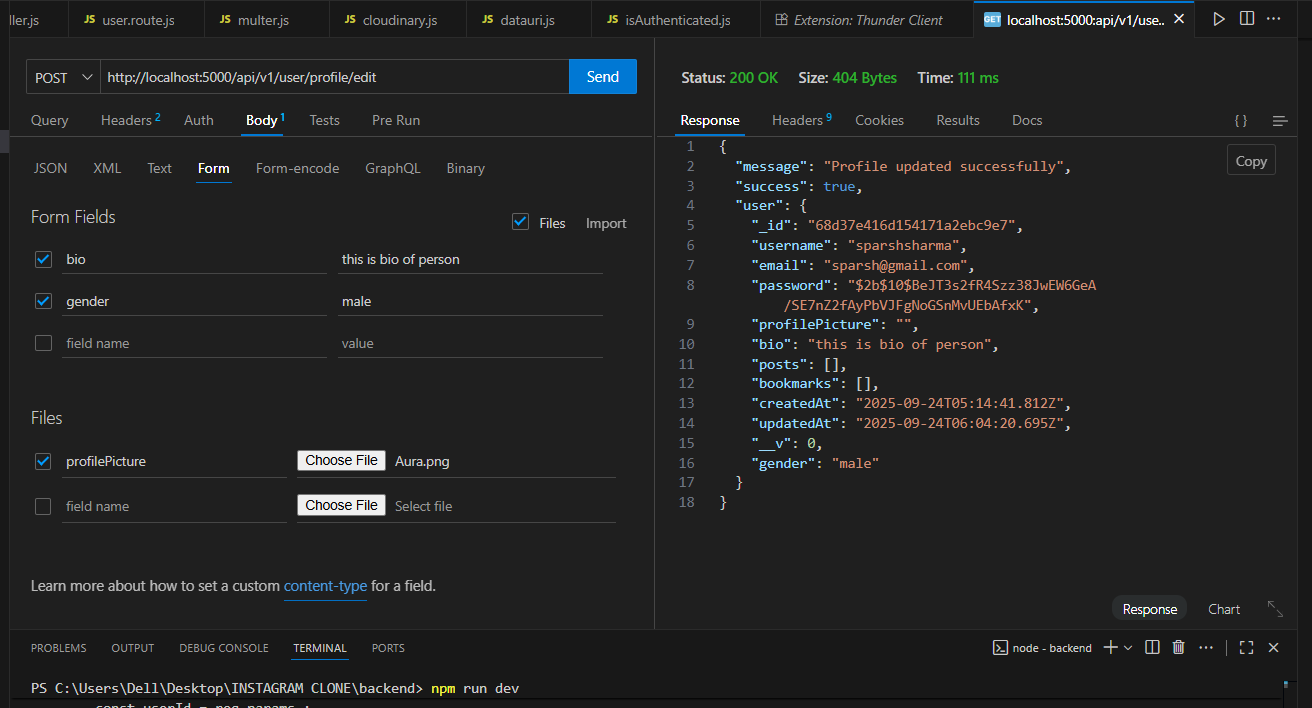 ller.js JS user.route.js JS multer.js JS cloudinary.js JS datauri.js JS isAuthenticated.js Extension: Thunder Client GET localhost:5000:api/v1/use..
POST http://localhost:5000/api/v1/user/profile/edit Send
Query Headers 2 Auth Body 1 Tests Pre Run
JSON XML Text Form Form-encode GraphQL Binary
Form Fields
Files Import
bio this is bio of person
gender male
field name value
Files
profilePicture Choose File Aura.png
field name Choose File Select file
Learn more about how to set a custom content-type for a field.
Status: 200 OK Size: 404 Bytes Time: 111 ms
Response Headers 9 Cookies Results Docs { }
Copy
1 {
2 "message": "Profile updated successfully",
3 "success": true,
4 "user": {
5 "_id": "68d37e416d154171a2ebc9e7",
6 "username": "sparshsharma",
7 "email": "sparsh@gmail.com",
8 "password": "$2b$10$BeJT3s2fR4Szz38JwEW6GeA
/SE7nZ2fAyPbVJFgNoGSnMvUEbAfxK",
9 "profilePicture": "",
10 "bio": "this is bio of person",
11 "posts": [],
12 "bookmarks": [],
13 "createdAt": "2025-09-24T05:14:41.812Z",
14 "updatedAt": "2025-09-24T06:04:20.695Z",
15 "__v": 0,
16 "gender": "male"
17 }
18 }
Response Chart
PROBLEMS OUTPUT DEBUG CONSOLE TERMINAL PORTS node - backend
PS C:\Users\Dell\Desktop\INSTAGRAM CLONE\backend> npm run dev
const userId = req.params ;